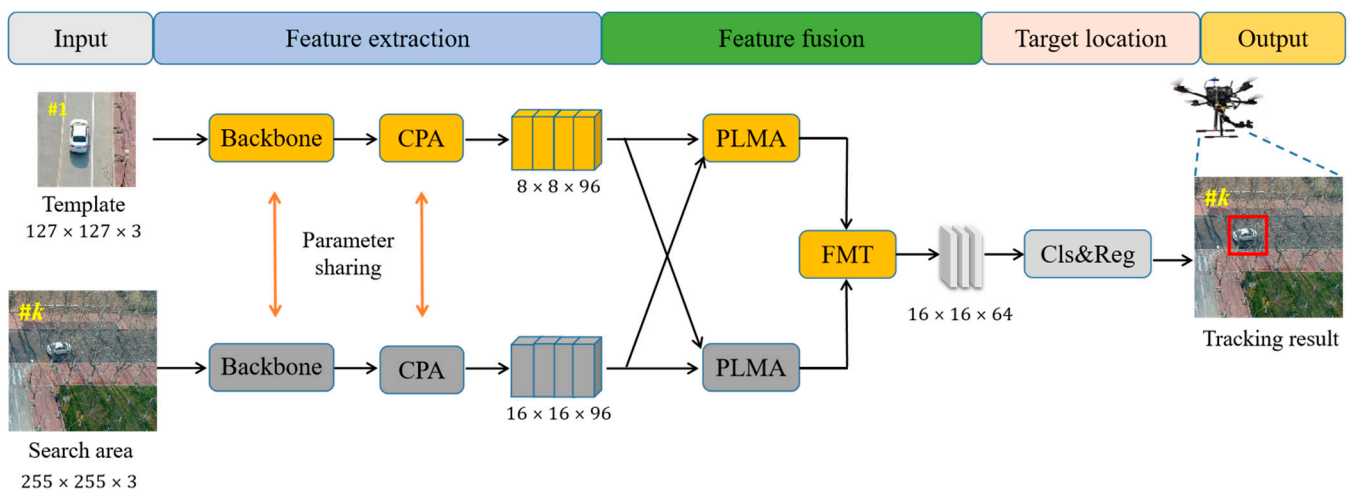 Input
Feature extraction
Feature fusion
Target location
Output
#1
Backbone
CPA
8 × 8 × 96
PLMA
Template
127 × 127 × 3
Parameter
sharing
FMT
16 × 16 × 64
Cls&Reg
#k
Tracking result
#k
Backbone
CPA
16 × 16 × 96
PLMA
Search area
255 × 255 × 3